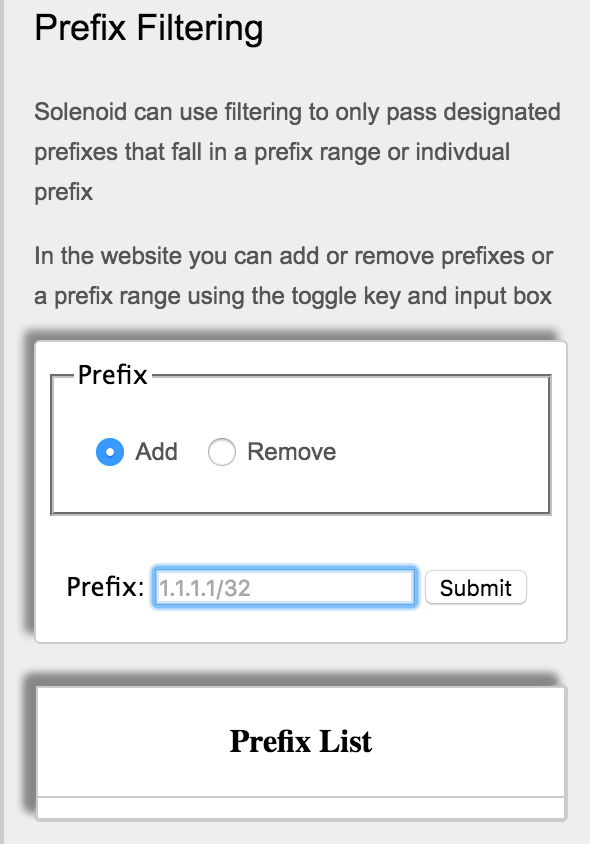 Prefix Filtering
Solenoid can use filtering to only pass designated
prefixes that fall in a prefix range or indivdual
prefix
In the website you can add or remove prefixes or
a prefix range using the toggle key and input box
Prefix
Add Remove
Prefix: 1.1.1.1/32 Submit
Prefix List